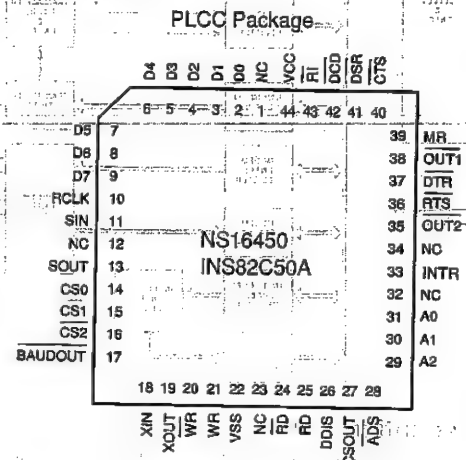 PLCC Package
D4 D3 D2 D1 D0 NC VCC RI DCD DSR CTS
6 5 4 3 2 1 44 43 42 41 40
D5 7
D6 8
D7 9
RCLK 10
SIN 11
NC 12
SOUT 13
CS0 14
CS1 15
CS2 16
BAUDOUT 17
NS16450
INS82C50A
39 MR
38 OUT1
37 DTR
36 RTS
35 OUT2
34 NC
33 INTR
32 NC
31 A0
30 A1
29 A2
18 19 20 21 22 23 24 25 26 27 28
XIN XOUT WR WR VSS NC RD RD DDIS CSOUT ADS